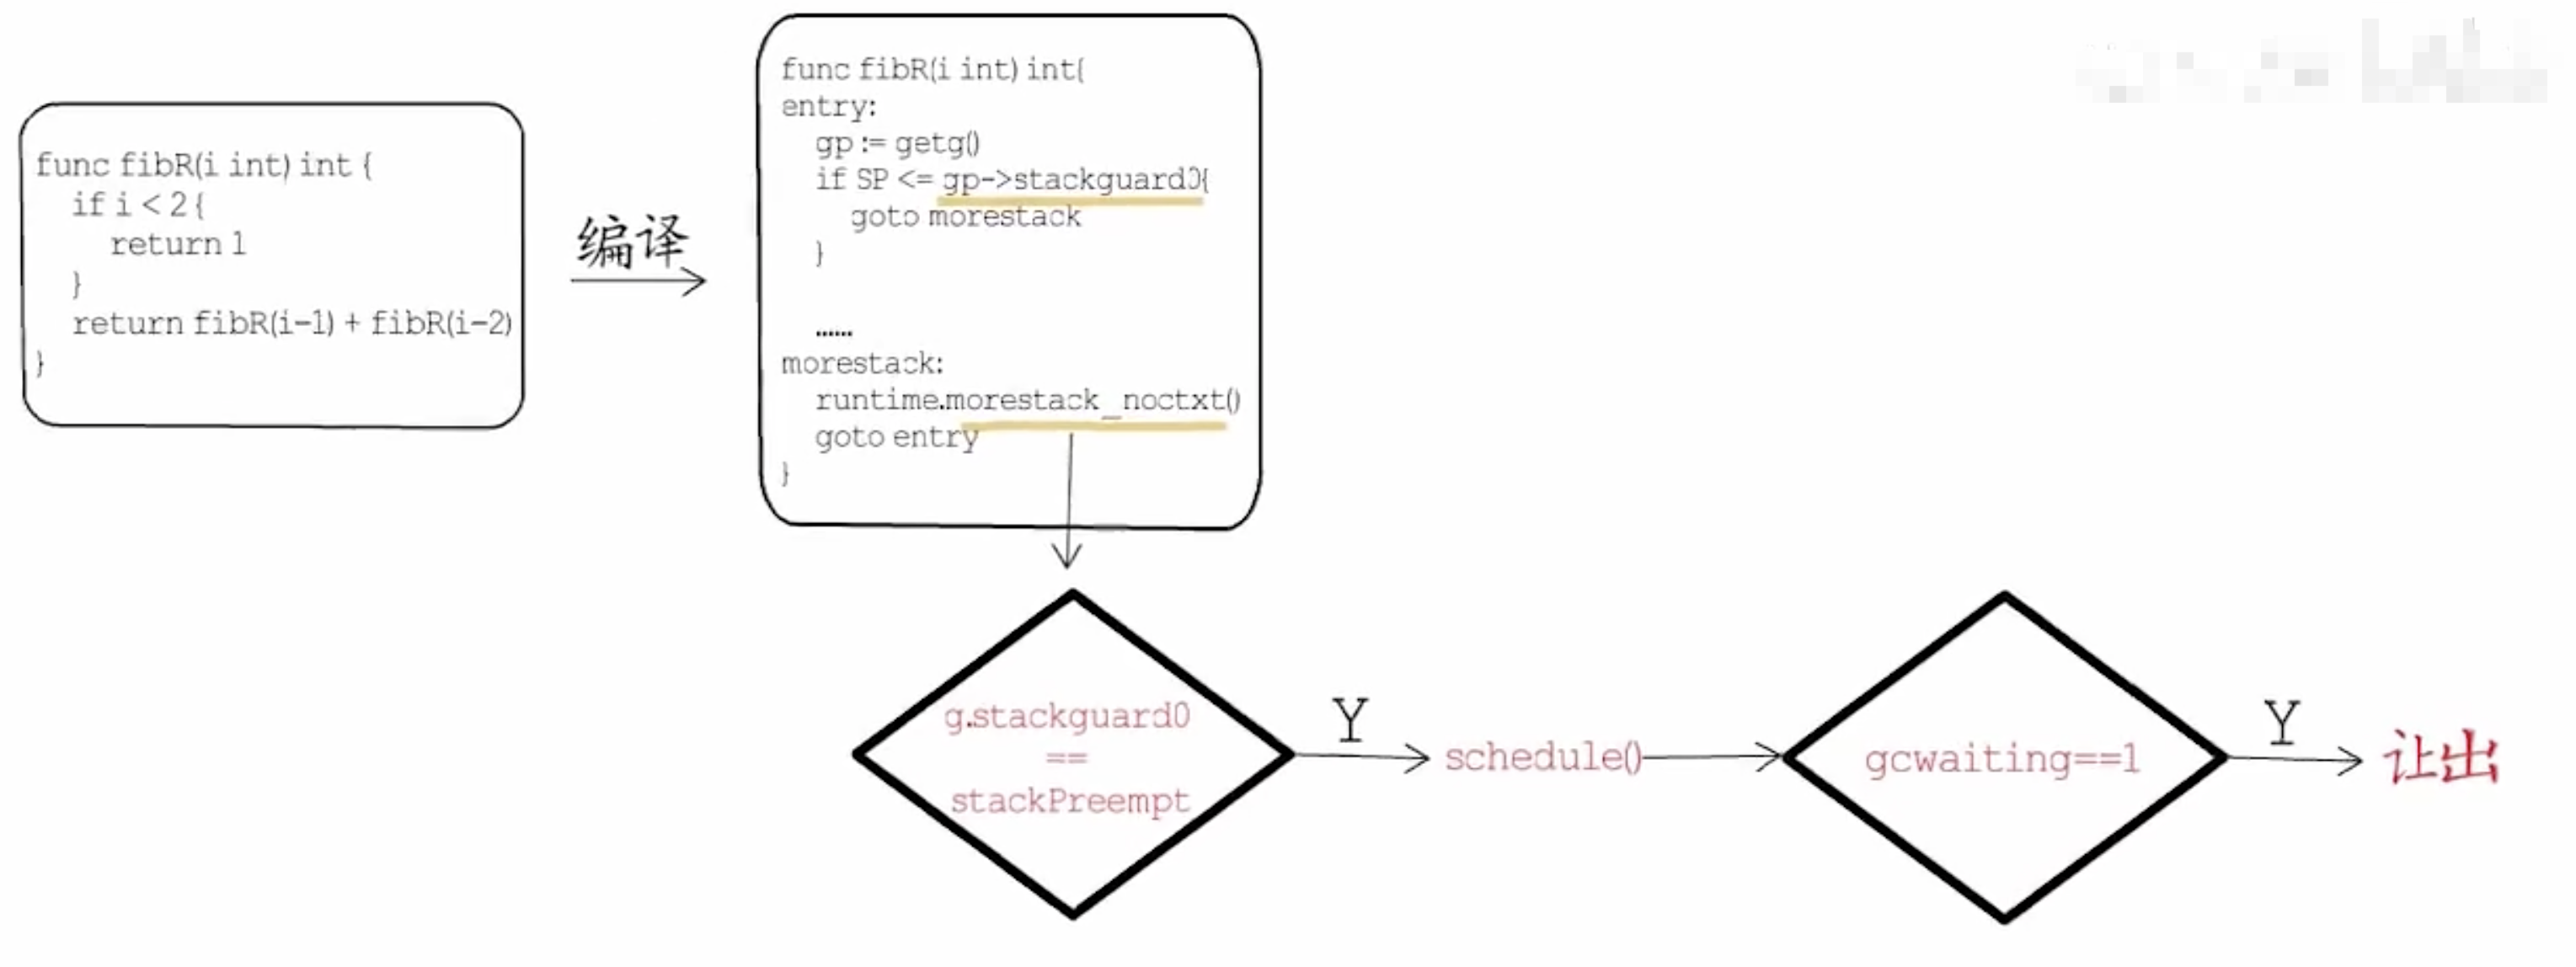 func fibR(i int) int {
if i < 2 {
return 1
}
return fibR(i-1) + fibR(i-2)
}
编译
func fibR(i int) int{
entry:
gp := getg()
if SP <= gp->stackguard0{
goto morestack
}
......
morestack:
runtime.morestack_noctxt()
goto entry
}
g.stackguard0
==
stackPreempt
Y
schedule()
gcwaiting==1
Y
让出